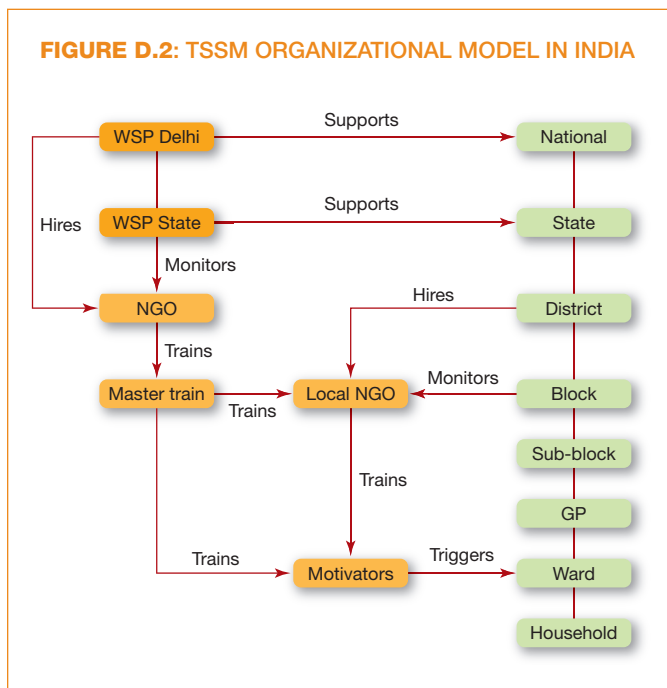 FIGURE D.2: TSSM ORGANIZATIONAL MODEL IN INDIA
WSP Delhi
Supports
National
Hires
WSP State
Supports
State
Monitors
NGO
Hires
District
Trains
Master train
Trains
Local NGO
Monitors
Block
Sub-block
Trains
GP
Trains
Motivators
Triggers
Ward
Household